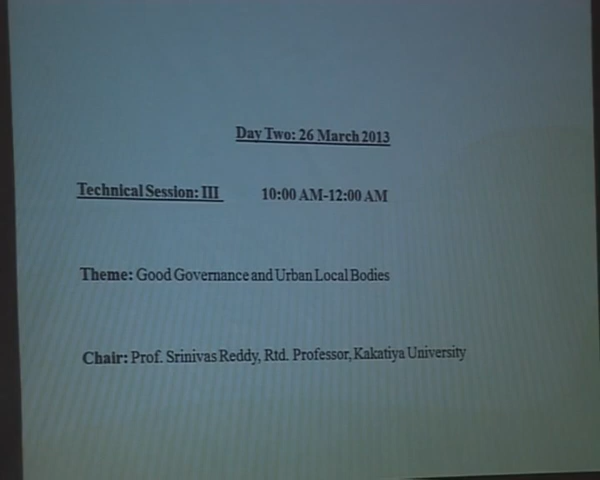 Day Two: 26 March 2013
Technical Session: III 10:00 AM-12:00 AM
Theme: Good Governance and Urban Local Bodies
Chair: Prof. Srinivas Reddy, Rtd. Professor, Kakatiya University